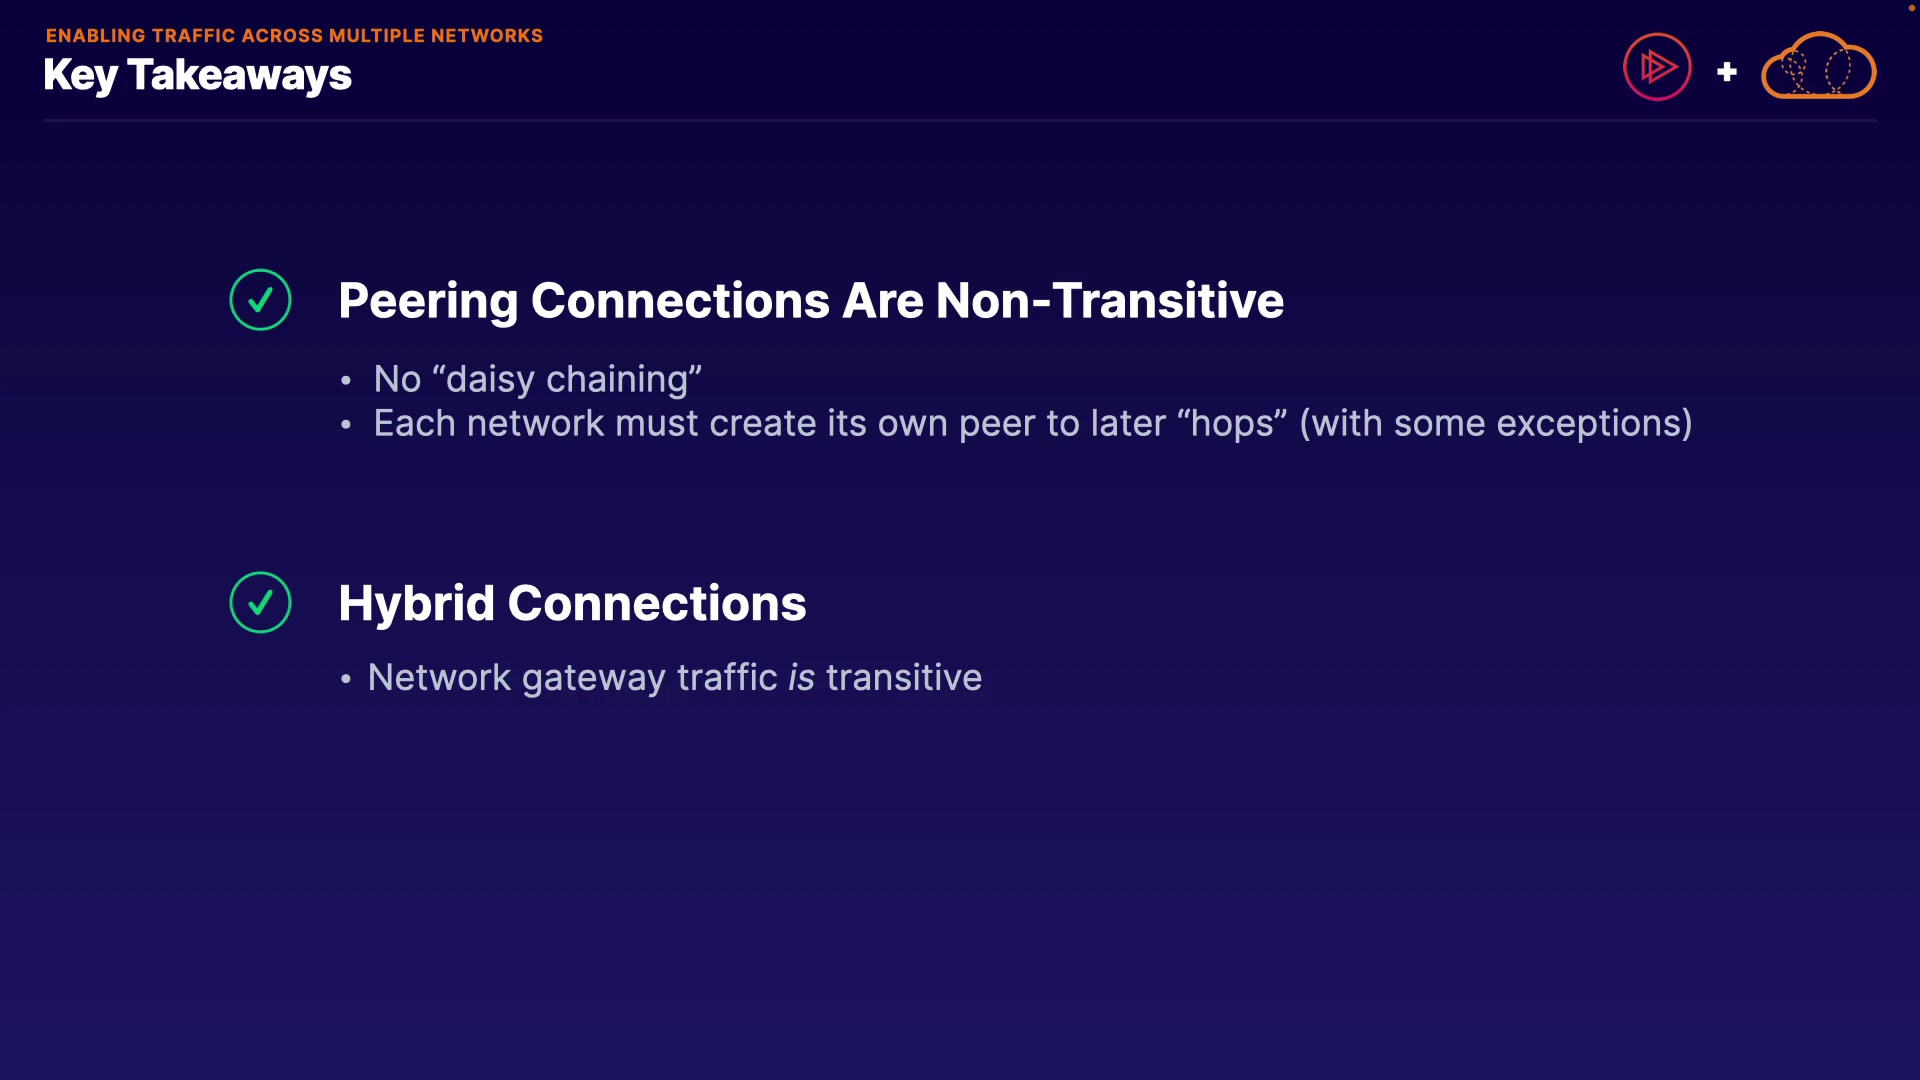 ENABLING TRAFFIC ACROSS MULTIPLE NETWORKS
Key Takeaways
+
Peering Connections Are Non-Transitive
• No “daisy chaining”
• Each network must create its own peer to later “hops” (with some exceptions)
Hybrid Connections
• Network gateway traffic is transitive